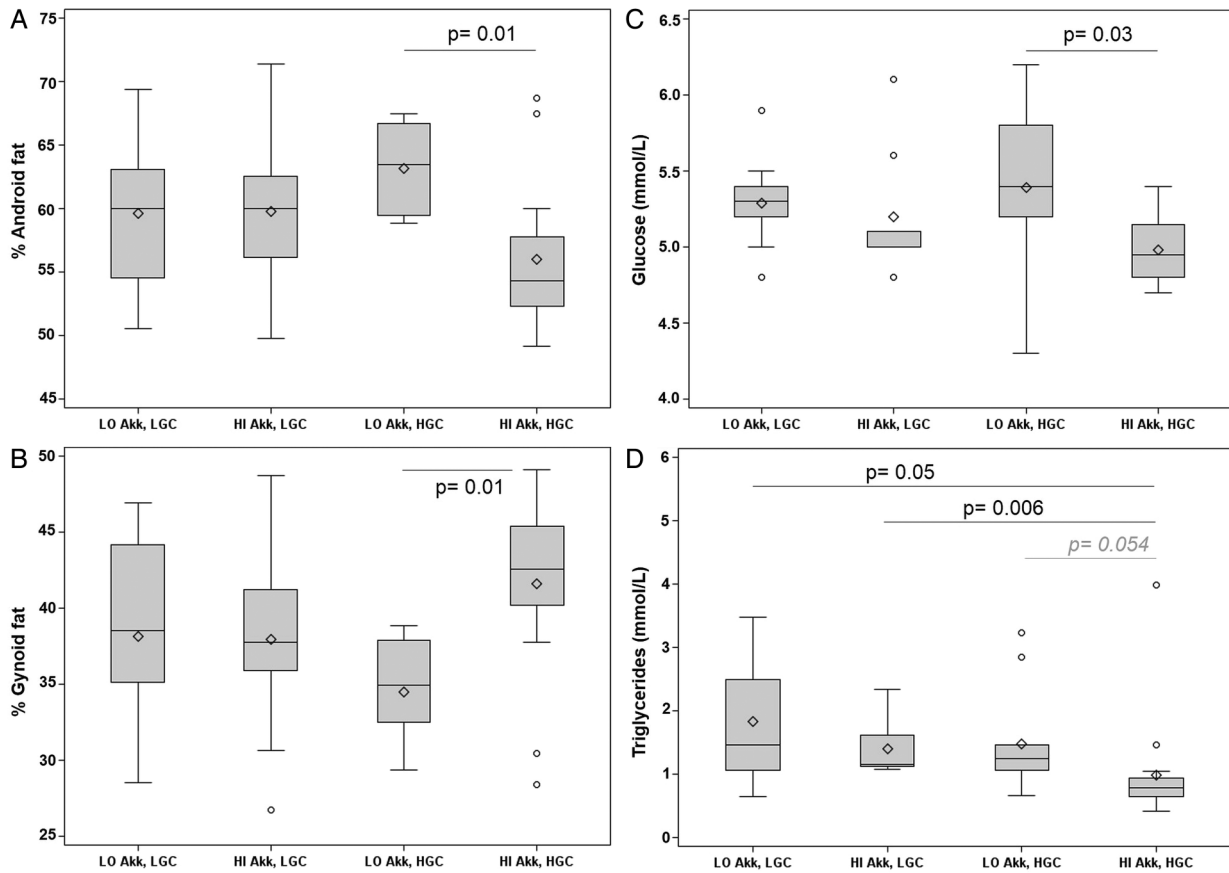 A
p= 0.01
75
70
65
60
55
50
45
% Android fat
LO Akk, LGC
HI Akk, LGC
LO Akk, HGC
HI Akk, HGC
B
p= 0.01
50
45
40
35
30
25
% Gynoid fat
LO Akk, LGC
HI Akk, LGC
LO Akk, HGC
HI Akk, HGC
C
p= 0.03
6.5
6.0
5.5
5.0
4.5
4.0
Glucose (mmol/L)
LO Akk, LGC
HI Akk, LGC
LO Akk, HGC
HI Akk, HGC
D
p= 0.05
p= 0.006
p= 0.054
6
5
4
3
2
1
0
Triglycerides (mmol/L)
LO Akk, LGC
HI Akk, LGC
LO Akk, HGC
HI Akk, HGC